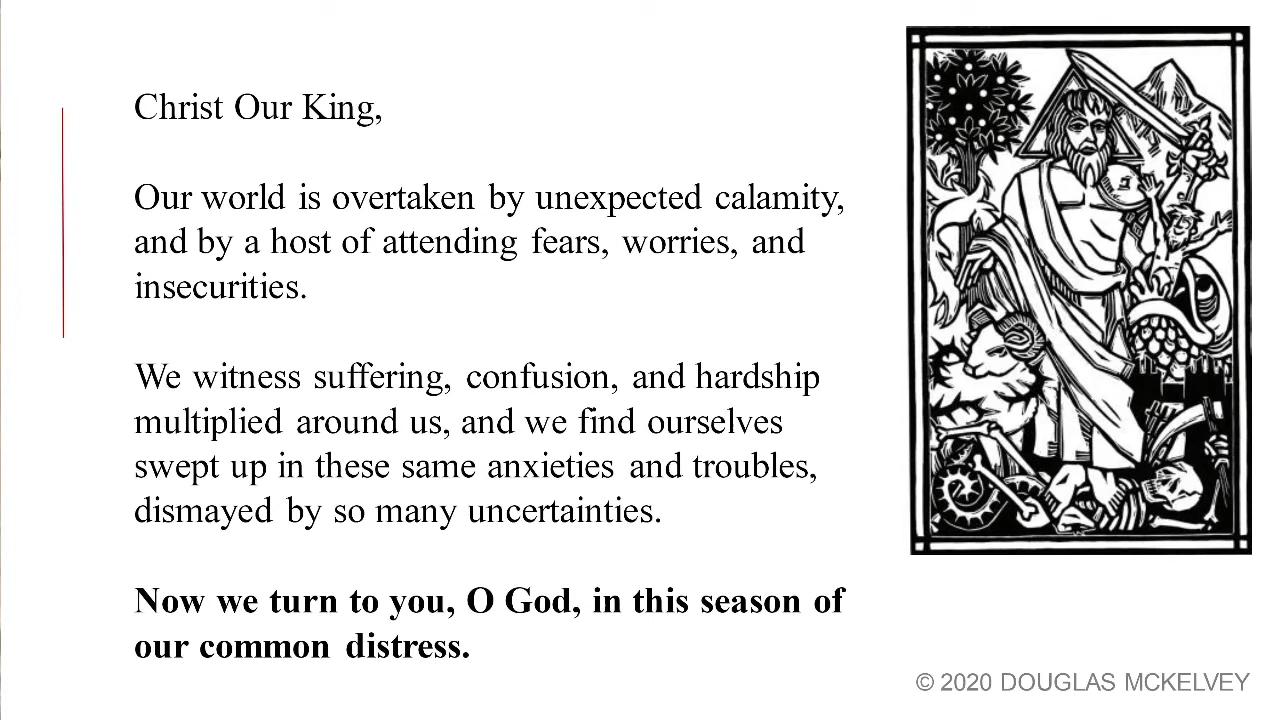 Christ Our King,
Our world is overtaken by unexpected calamity,
and by a host of attending fears, worries, and
insecurities.
We witness suffering, confusion, and hardship
multiplied around us, and we find ourselves
swept up in these same anxieties and troubles,
dismayed by so many uncertainties.
Now we turn to you, O God, in this season of
our common distress.
© 2020 DOUGLAS MCKELVEY